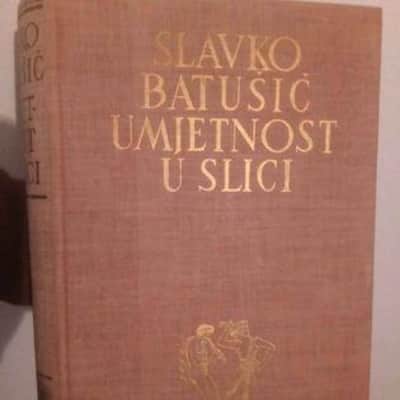 SLAVKO
BATUŠIĆ
UMJETNOST
U SLICI